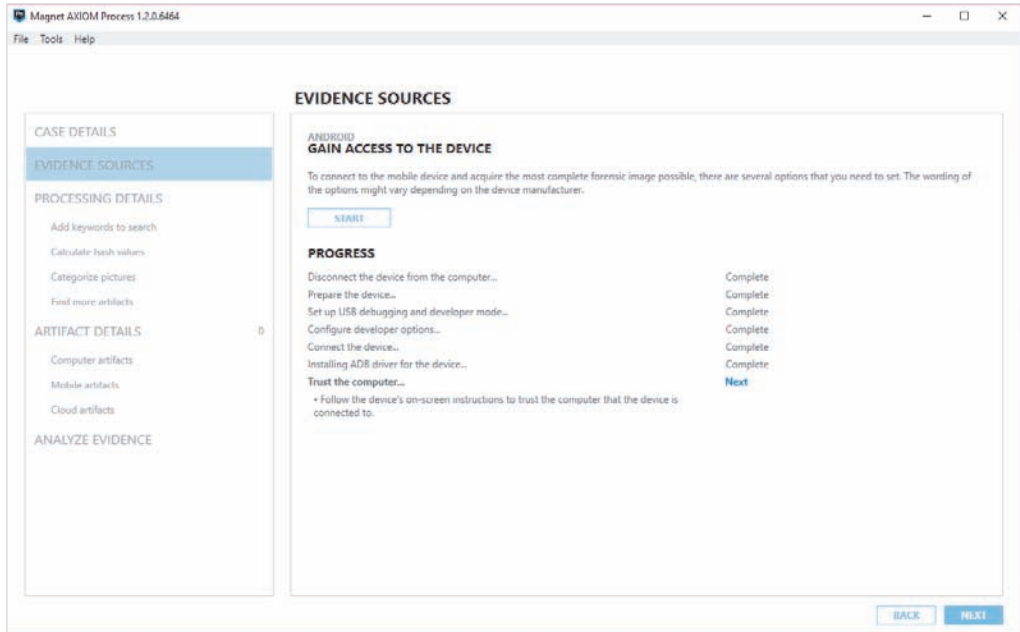 Magnet AXIOM Process 1.2.0.6464
File Tools Help
EVIDENCE SOURCES
CASE DETAILS
EVIDENCE SOURCES
PROCESSING DETAILS
Add keywords to search
Calculate hash values
Categorize pictures
Find more artifacts
ARTIFACT DETAILS 0
Computer artifacts
Mobile artifacts
Cloud artifacts
ANALYZE EVIDENCE
ANDROID
GAIN ACCESS TO THE DEVICE
To connect to the mobile device and acquire the most complete forensic image possible, there are several options that you need to set. The wording of
the options might vary depending on the device manufacturer.
START
PROGRESS
Disconnect the device from the computer... Complete
Prepare the device... Complete
Set up USB debugging and developer mode... Complete
Configure developer options... Complete
Connect the device... Complete
Installing ADB driver for the device... Complete
Trust the computer... Next
• Follow the device's on-screen instructions to trust the computer that the device is
connected to.
BACK NEXT